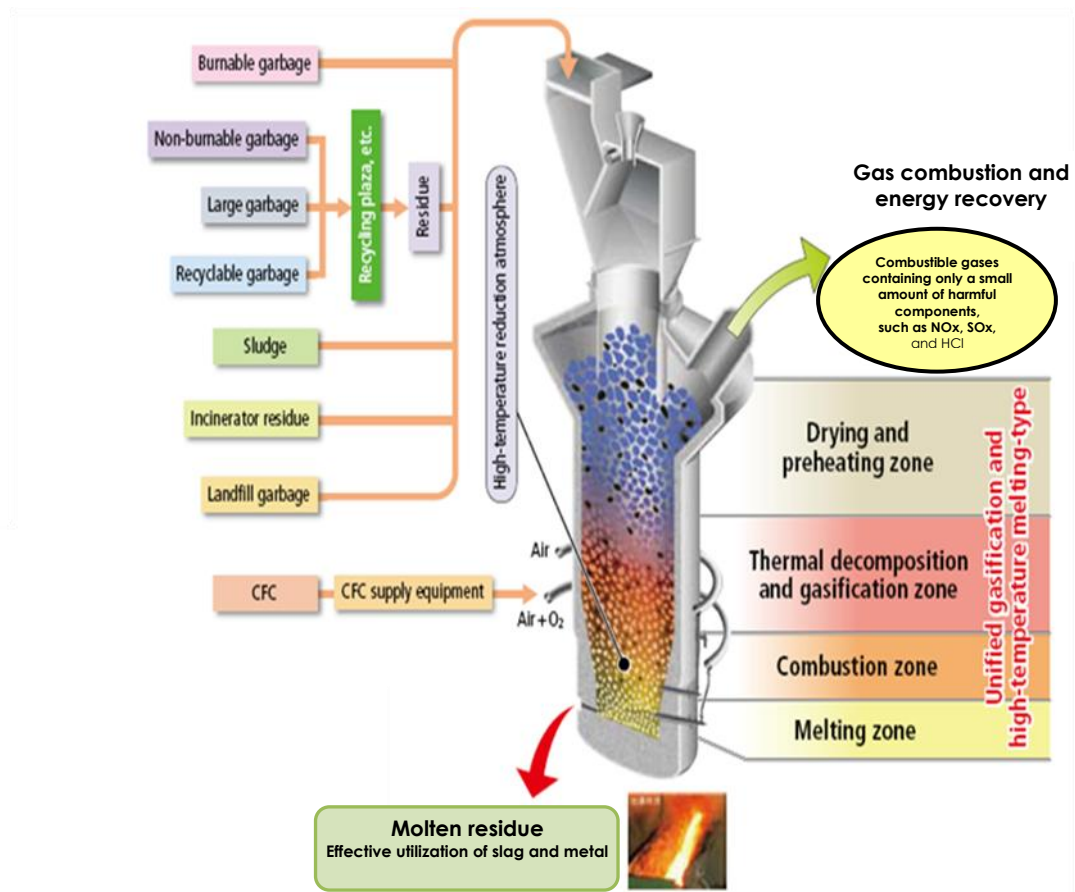 Burnable garbage
Non-burnable garbage
Large garbage
Recyclable garbage
Recycling plaza, etc.
Residue
Sludge
Incinerator residue
Landfill garbage
CFC
CFC supply equipment
High-temperature reduction atmosphere
Air
Air + O₂
Gas combustion and
energy recovery
Combustible gases
containing only a small
amount of harmful
components,
such as NOx, SOx,
and HCl
Drying and
preheating zone
Thermal decomposition
and gasification zone
Combustion zone
Melting zone
Unified gasification and
high-temperature melting-type
Molten residue
Effective utilization of slag and metal